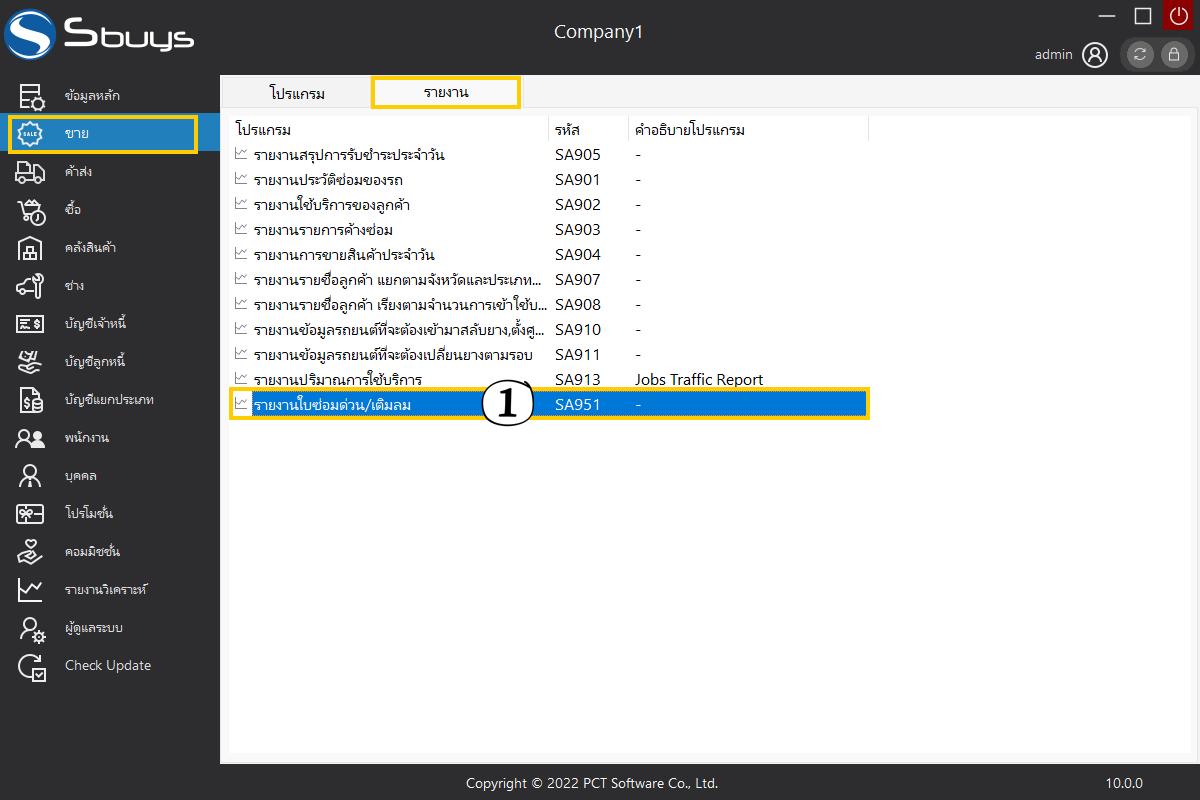 Sbuys
Company1
admin
ข้อมูลหลัก
ขาย
SALE
ค้าส่ง
ซื้อ
คลังสินค้า
ช่าง
บัญชีเจ้าหนี้
บัญชีลูกหนี้
บัญชีแยกประเภท
พนักงาน
บุคคล
โปรโมชั่น
คอมมิชชั่น
รายงานวิเคราะห์
ผู้ดูแลระบบ
Check Update
โปรแกรม รายงาน
โปรแกรม รหัส คำอธิบายโปรแกรม
รายงานสรุปการรับชำระประจำวัน SA905 -
รายงานประวัติซ่อมของรถ SA901 -
รายงานใช้บริการของลูกค้า SA902 -
รายงานรายการค้างซ่อม SA903 -
รายงานการขายสินค้าประจำวัน SA904 -
รายงานรายชื่อลูกค้า แยกตามจังหวัดและประเภท... SA907 -
รายงานรายชื่อลูกค้า เรียงตามจำนวนการเข้าใช้บ... SA908 -
รายงานข้อมูลรถยนต์ที่จะต้องเข้ามาสลับยาง,ตั้งศู... SA910 -
รายงานข้อมูลรถยนต์ที่จะต้องเปลี่ยนยางตามรอบ SA911 -
รายงานปริมาณการใช้บริการ SA913 Jobs Traffic Report
รายงานใบซ่อมด่วน/เติมลม 1 SA951 -
Copyright © 2022 PCT Software Co., Ltd.
10.0.0